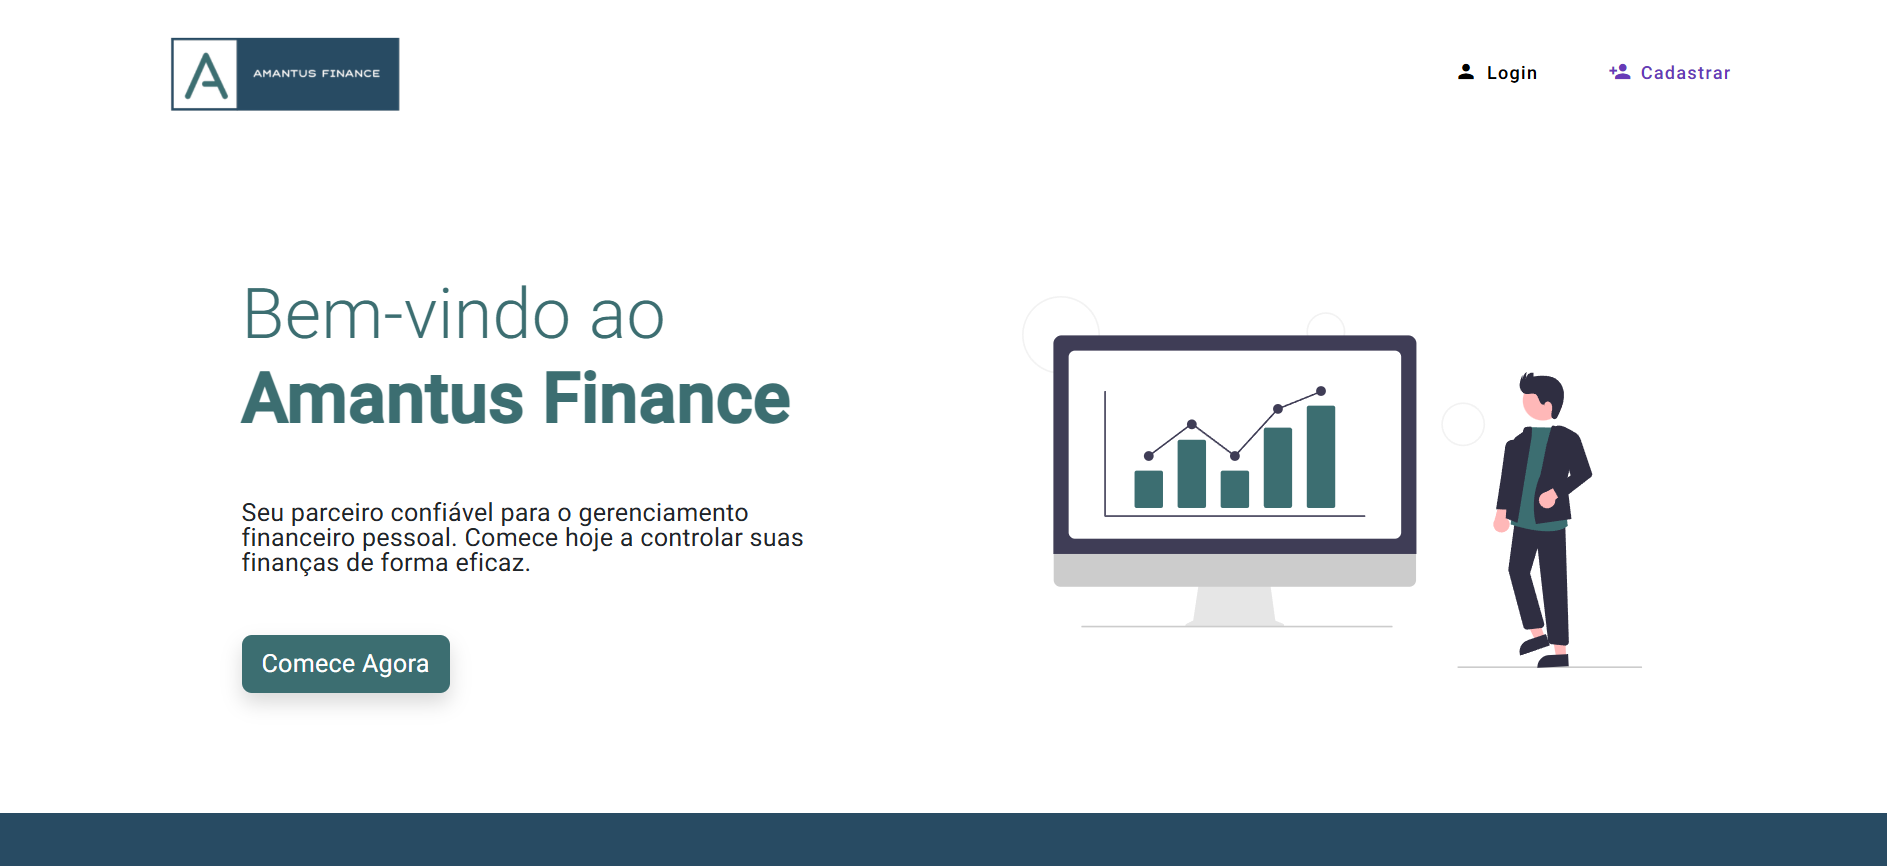 A
AMANTUS FINANCE
Login
Cadastrar
Bem-vindo ao
Amantus Finance
Seu parceiro confiável para o gerenciamento
financeiro pessoal. Comece hoje a controlar suas
finanças de forma eficaz.
Comece Agora